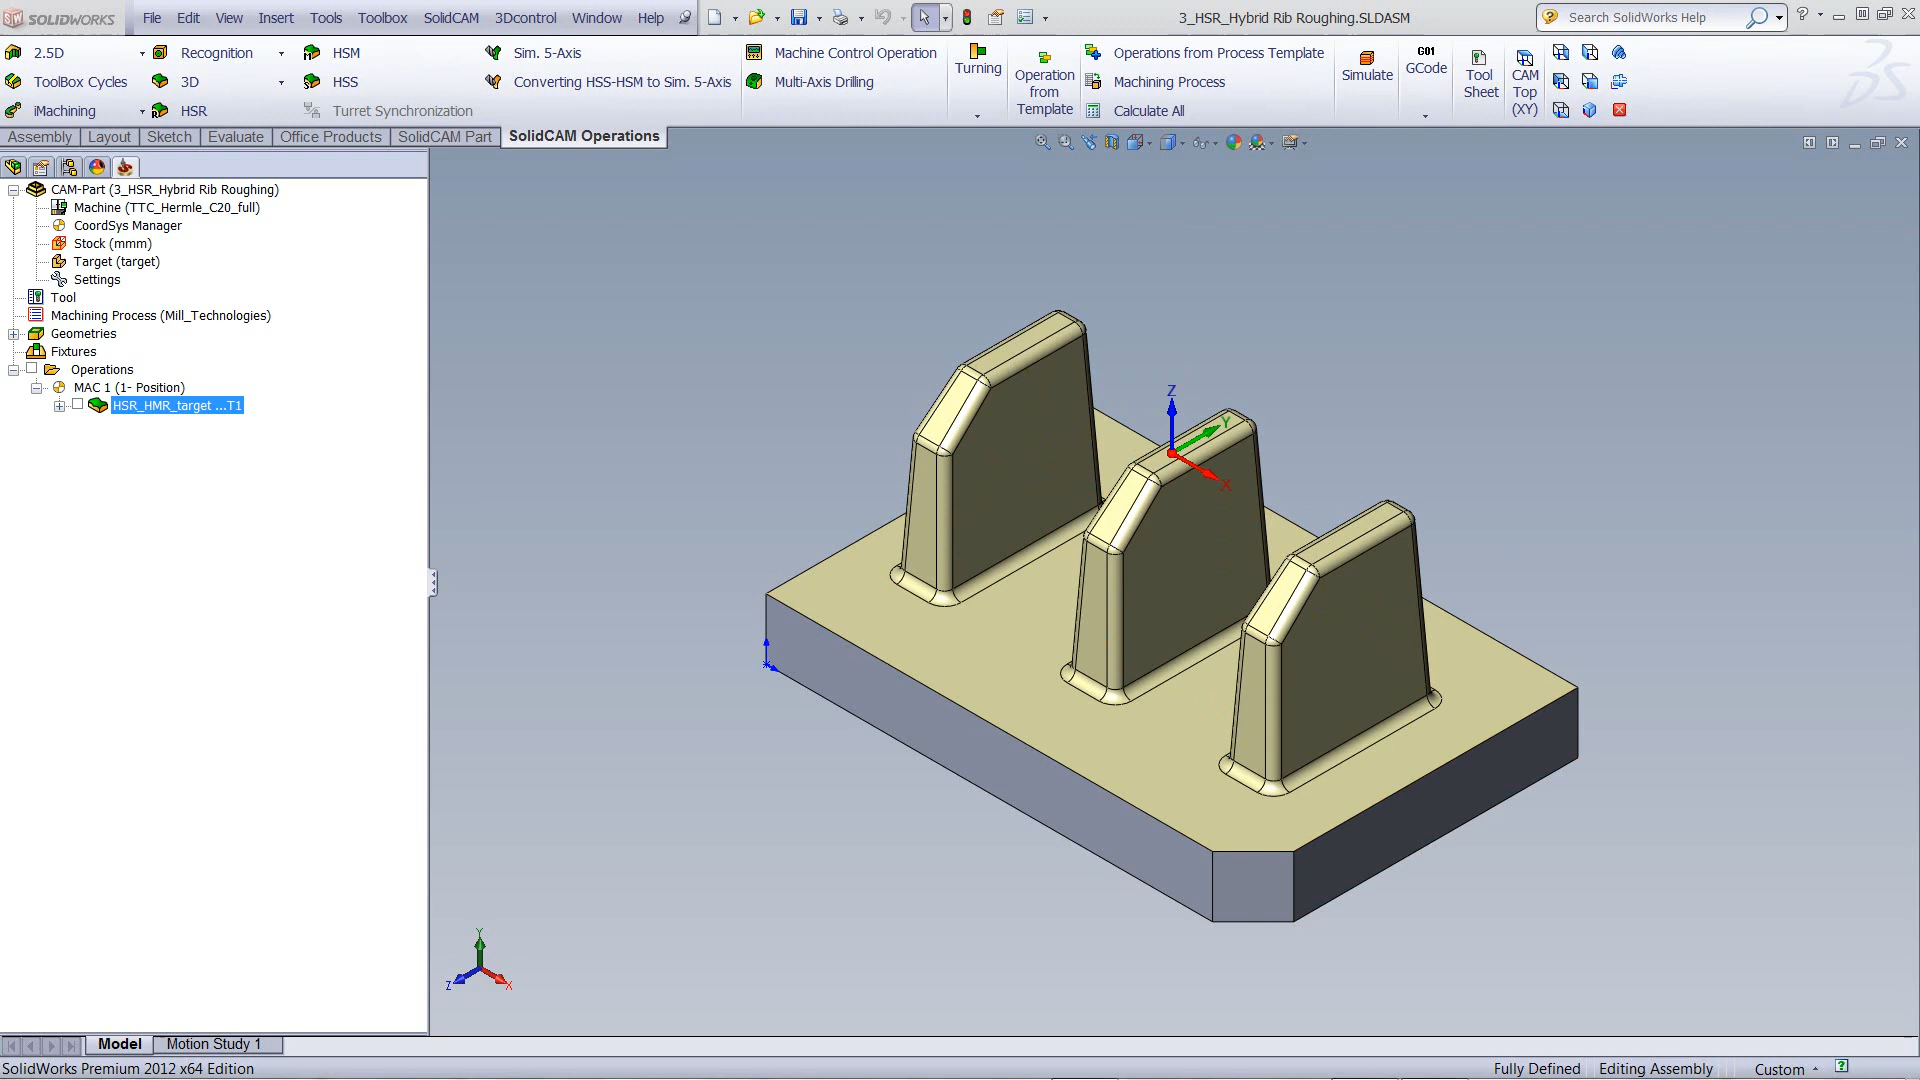 SOLIDWORKS File Edit View Insert Tools Toolbox SolidCAM 3Dcontrol Window Help 3_HSR_Hybrid Rib Roughing.SLDASM Search SolidWorks Help
2.5D Recognition HSM Sim. 5-Axis Machine Control Operation Operations from Process Template
ToolBox Cycles 3D HSS Converting HSS-HSM to Sim. 5-Axis Multi-Axis Drilling Machining Process
iMachining HSR Turret Synchronization Calculate All
Turning
Operation
from
Template
Simulate
G01
GCode
Tool
Sheet
CAM
Top
(XY)
Assembly Layout Sketch Evaluate Office Products SolidCAM Part SolidCAM Operations
CAM-Part (3_HSR_Hybrid Rib Roughing)
Machine (TTC_Hermle_C20_full)
CoordSys Manager
Stock (mmm)
Target (target)
Settings
Tool
Machining Process (Mill_Technologies)
Geometries
Fixtures
Operations
MAC 1 (1- Position)
HSR_HMR_target ...T1
Z
Y
X
Y
Z X
Model Motion Study 1
SolidWorks Premium 2012 x64 Edition Fully Defined Editing Assembly Custom